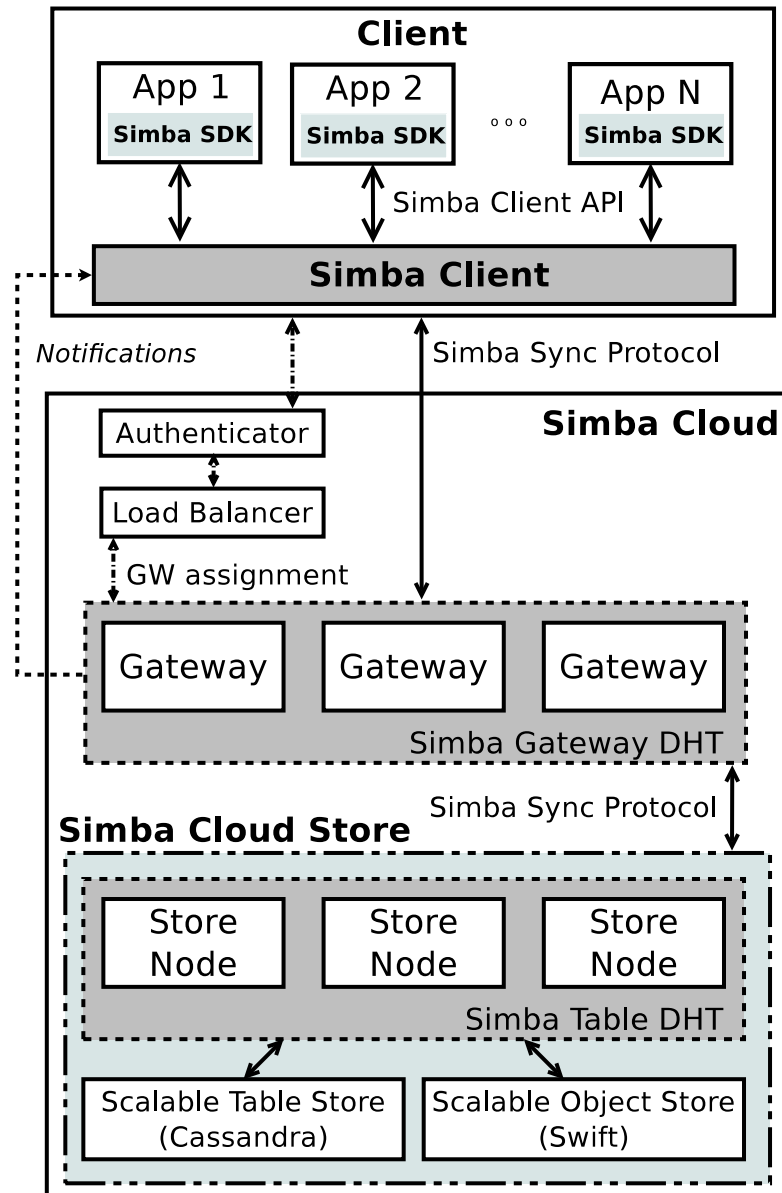 Client
App 1
Simba SDK
App 2
Simba SDK
o o o
App N
Simba SDK
Simba Client API
Simba Client
Notifications
Simba Sync Protocol
Simba Cloud
Authenticator
Load Balancer
GW assignment
Gateway
Gateway
Gateway
Simba Gateway DHT
Simba Sync Protocol
Simba Cloud Store
Store
Node
Store
Node
Store
Node
Simba Table DHT
Scalable Table Store
(Cassandra)
Scalable Object Store
(Swift)